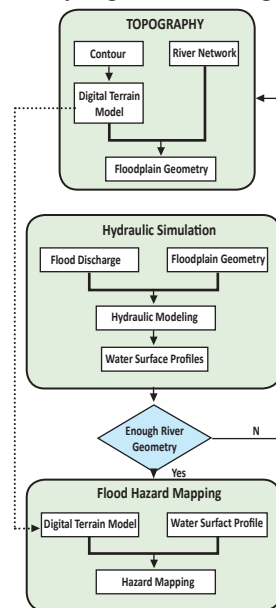 TOPOGRAPHY
Contour
River Network
Digital Terrain
Model
Floodplain Geometry
Hydraulic Simulation
Flood Discharge
Floodplain Geometry
Hydraulic Modeling
Water Surface Profiles
Enough River
Geometry
N
Yes
Flood Hazard Mapping
Digital Terrain Model
Water Surfact Profile
Hazard Mapping